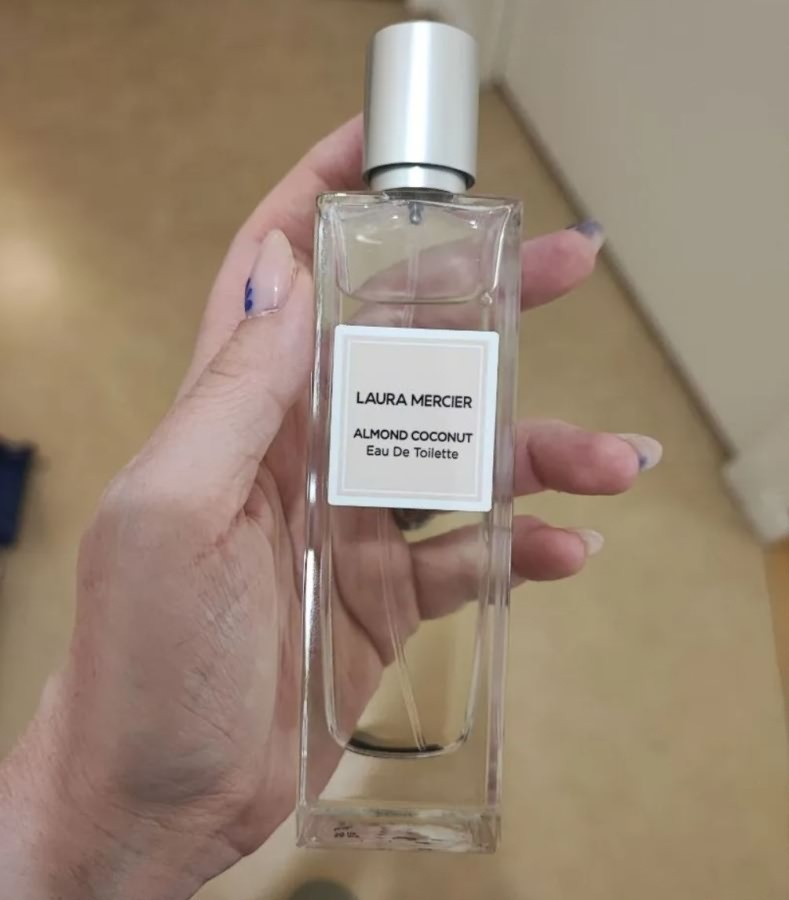 LAURA MERCIER
ALMOND COCONUT
Eau De Toilette